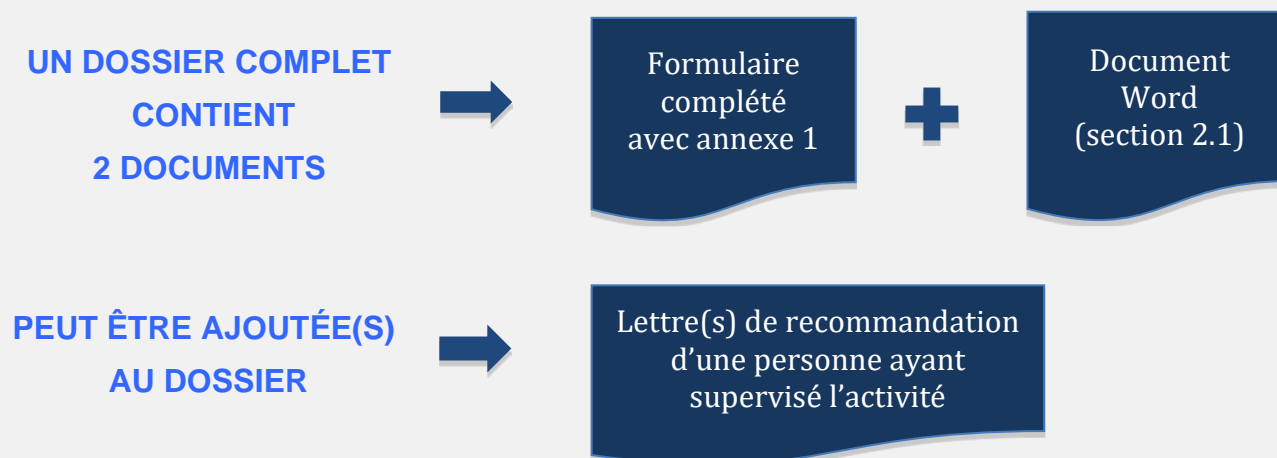 UN DOSSIER COMPLET
CONTIENT
2 DOCUMENTS
Formulaire
complété
avec annexe 1
Document
Word
(section 2.1)
PEUT ÊTRE AJOUTÉE(S)
AU DOSSIER
Lettre(s) de recommandation
d’une personne ayant
supervisé l’activité